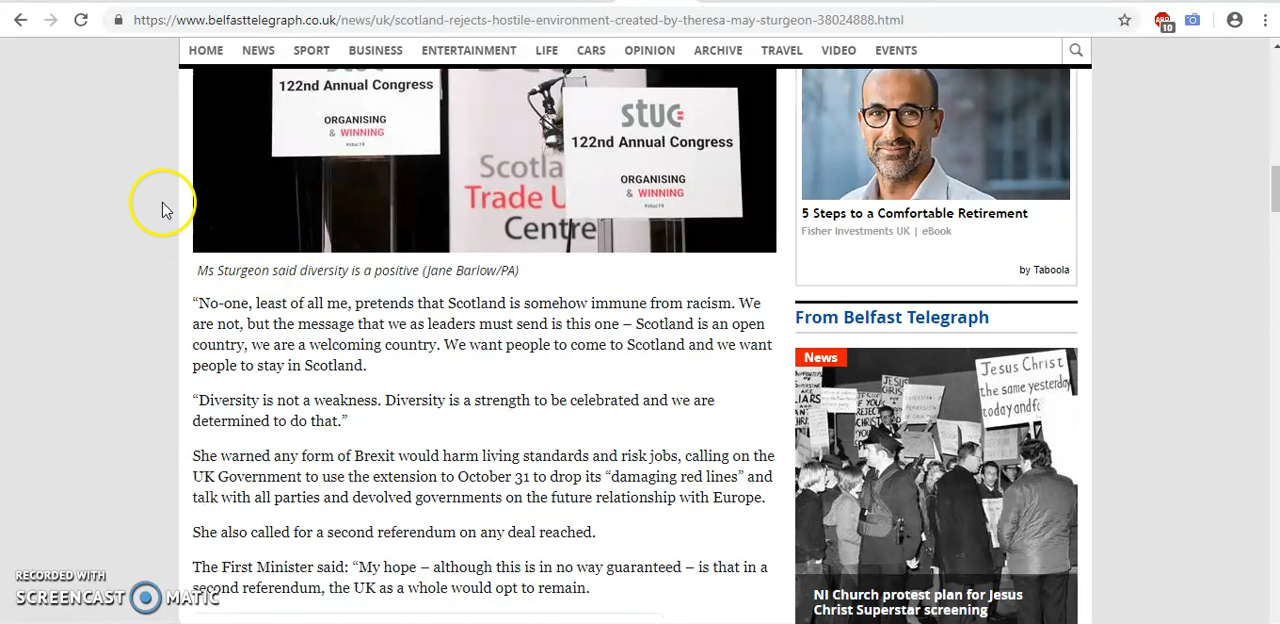 https://www.belfasttelegraph.co.uk/news/uk/scotland-rejects-hostile-environment-created-by-theresa-may-sturgeon-38024888.html
ABP
10
HOME NEWS SPORT BUSINESS ENTERTAINMENT LIFE CARS OPINION ARCHIVE TRAVEL VIDEO EVENTS
122nd Annual Congress
ORGANISING
& WINNING
#stuc19
stuc
122nd Annual Congress
ORGANISING
& WINNING
#stuc19
Trade U
Centre
Ms Sturgeon said diversity is a positive (Jane Barlow/PA)
“No-one, least of all me, pretends that Scotland is somehow immune from racism. We
are not, but the message that we as leaders must send is this one – Scotland is an open
country, we are a welcoming country. We want people to come to Scotland and we want
people to stay in Scotland.
“Diversity is not a weakness. Diversity is a strength to be celebrated and we are
determined to do that.”
She warned any form of Brexit would harm living standards and risk jobs, calling on the
UK Government to use the extension to October 31 to drop its “damaging red lines” and
talk with all parties and devolved governments on the future relationship with Europe.
She also called for a second referendum on any deal reached.
The First Minister said: “My hope – although this is in no way guaranteed – is that in a
second referendum, the UK as a whole would opt to remain.
5 Steps to a Comfortable Retirement
Fisher Investments UK | eBook
by Taboola
From Belfast Telegraph
News
Jesus Christ
the same yesterday
today and
NI Church protest plan for Jesus
Christ Superstar screening
RECORDED WITH
SCREENCAST MATIC